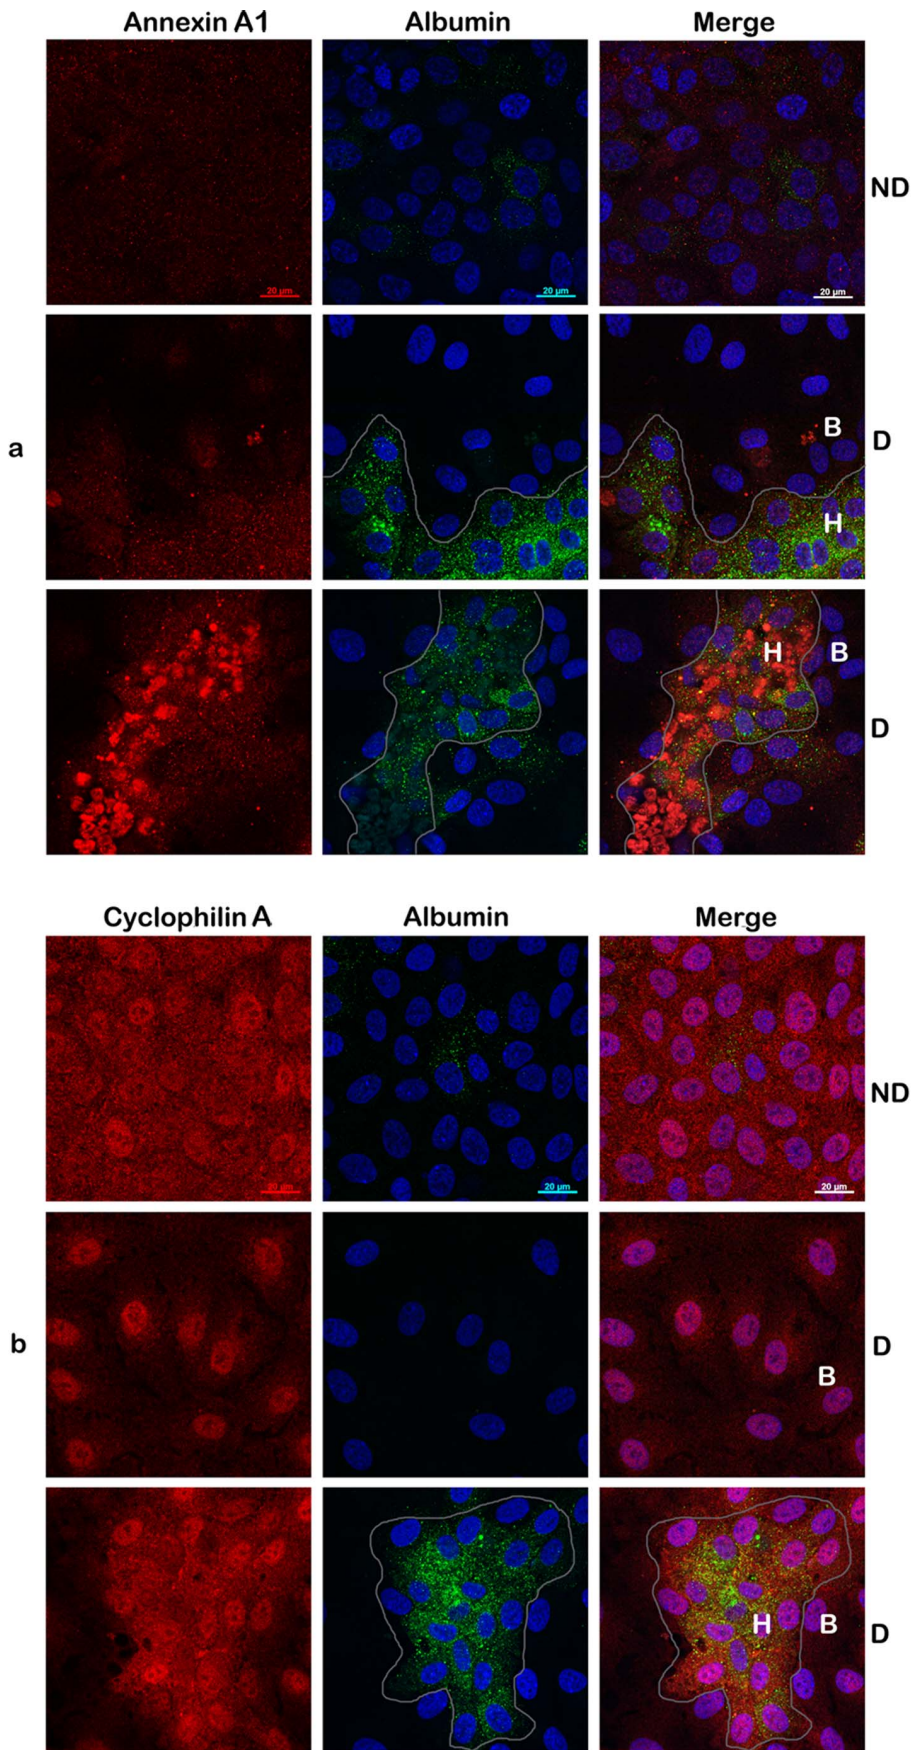 Annexin A1 Albumin Merge
ND
20 µm 20 µm 20 µm
B
a D
H
H B
D
Cyclophilin A Albumin Merge
ND
20 µm 20 µm 20 µm
b D
B
H B
D